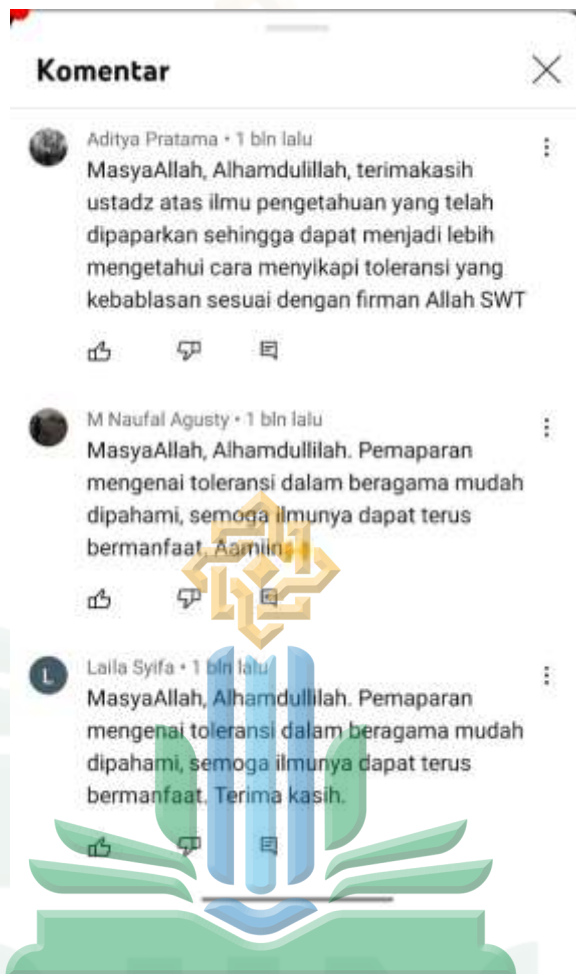 Komentar
Aditya Pratama • 1 bln lalu
MasyaAllah, Alhamdulillah, terimakasih
ustadz atas ilmu pengetahuan yang telah
dipaparkan sehingga dapat menjadi lebih
mengetahui cara menyikapi toleransi yang
kebablasan sesuai dengan firman Allah SWT
M Naufal Agusty • 1 bln lalu
MasyaAllah, Alhamdullilah. Pemaparan
mengenai toleransi dalam beragama mudah
dipahami, semoga ilmunya dapat terus
bermanfaat, Aamiin🤲
L
Laila Syifa • 1 bln lalu
MasyaAllah, Alhamdullilah. Pemaparan
mengenai toleransi dalam beragama mudah
dipahami, semoga ilmunya dapat terus
bermanfaat. Terima kasih.